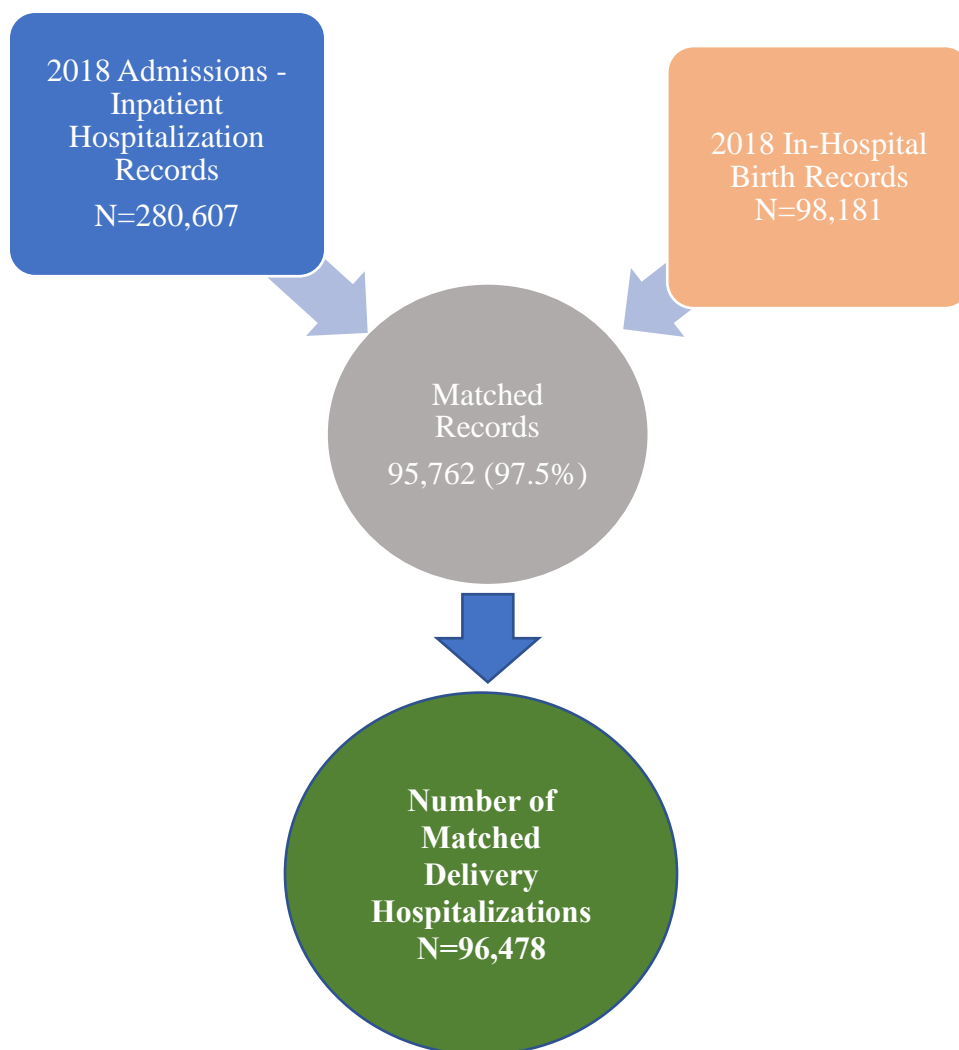 2018 Admissions -
Inpatient
Hospitalization
Records
N=280,607
2018 In-Hospital
Birth Records
N=98,181
Matched
Records
95,762 (97.5%)
Number of
Matched
Delivery
Hospitalizations
N=96,478